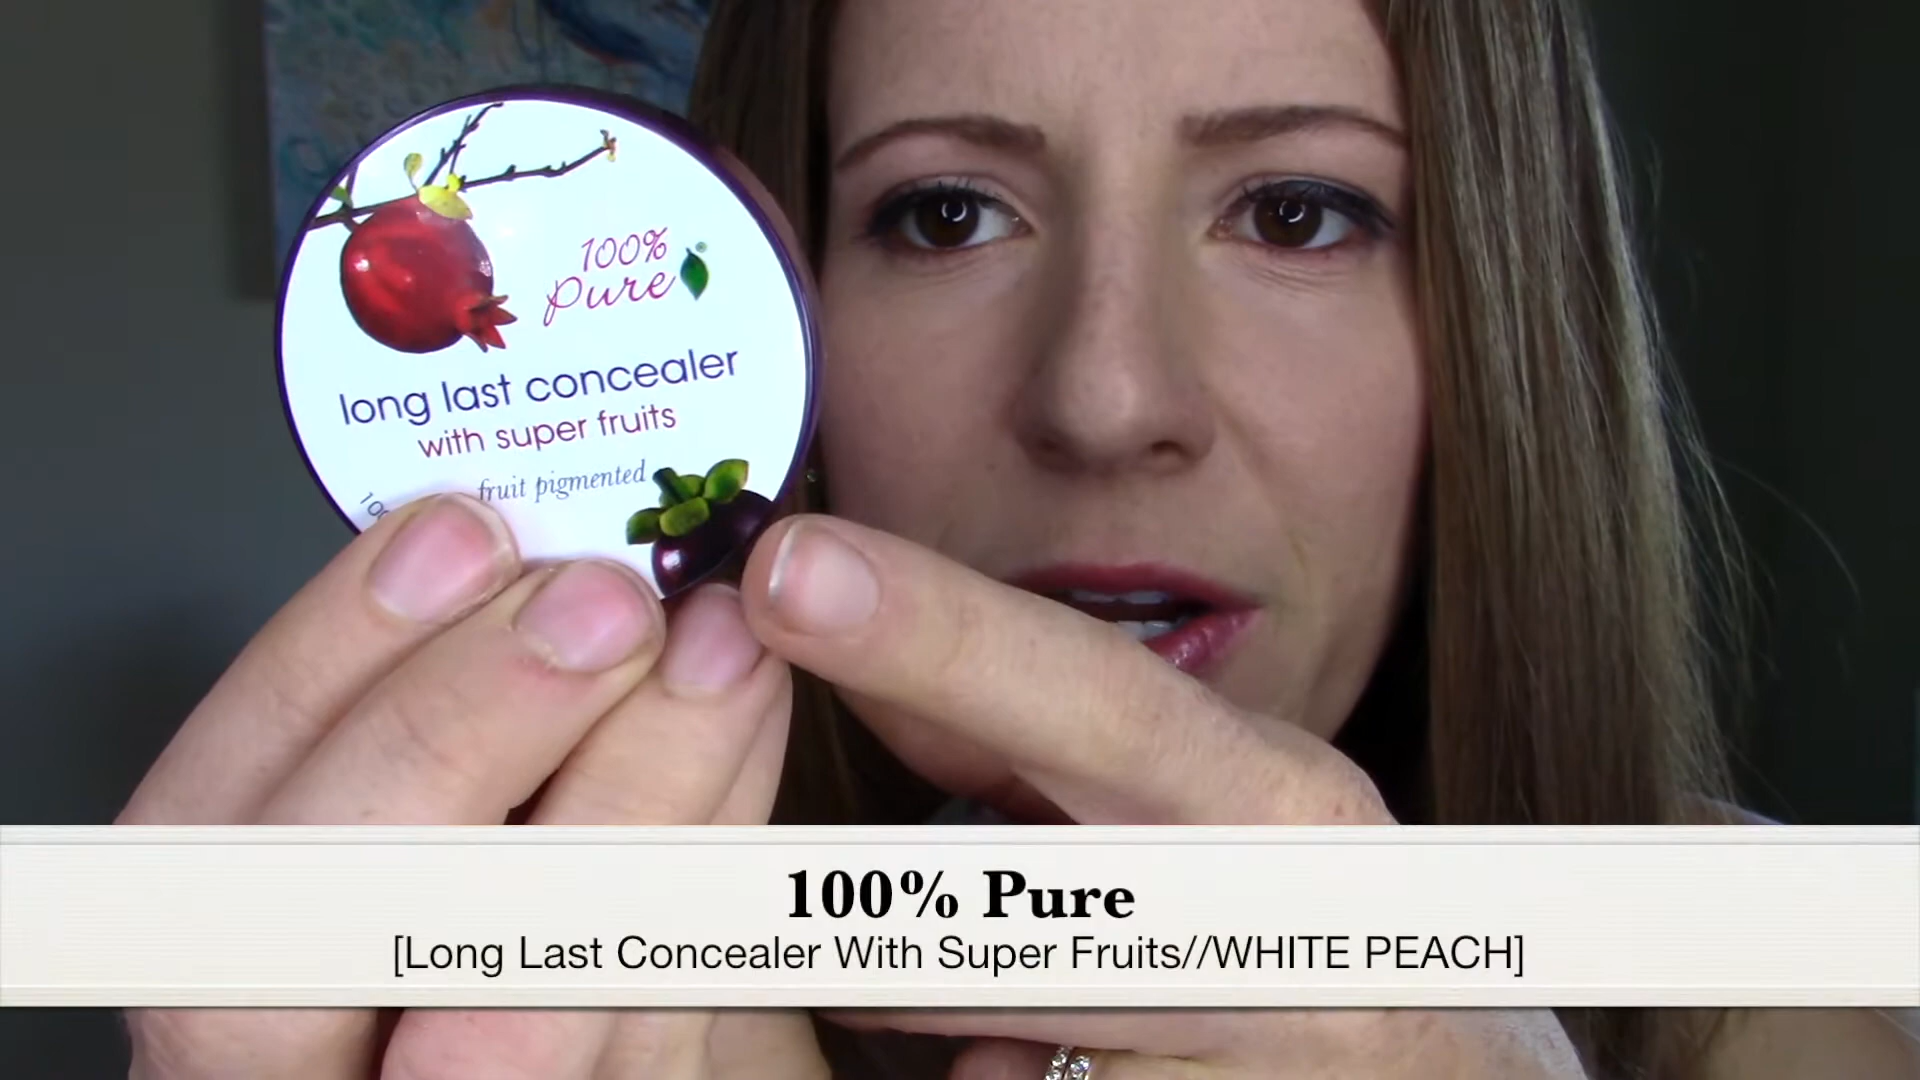 100%
Pure®
long last concealer
with super fruits
fruit pigmented
100% Pure
[Long Last Concealer With Super Fruits//WHITE PEACH]